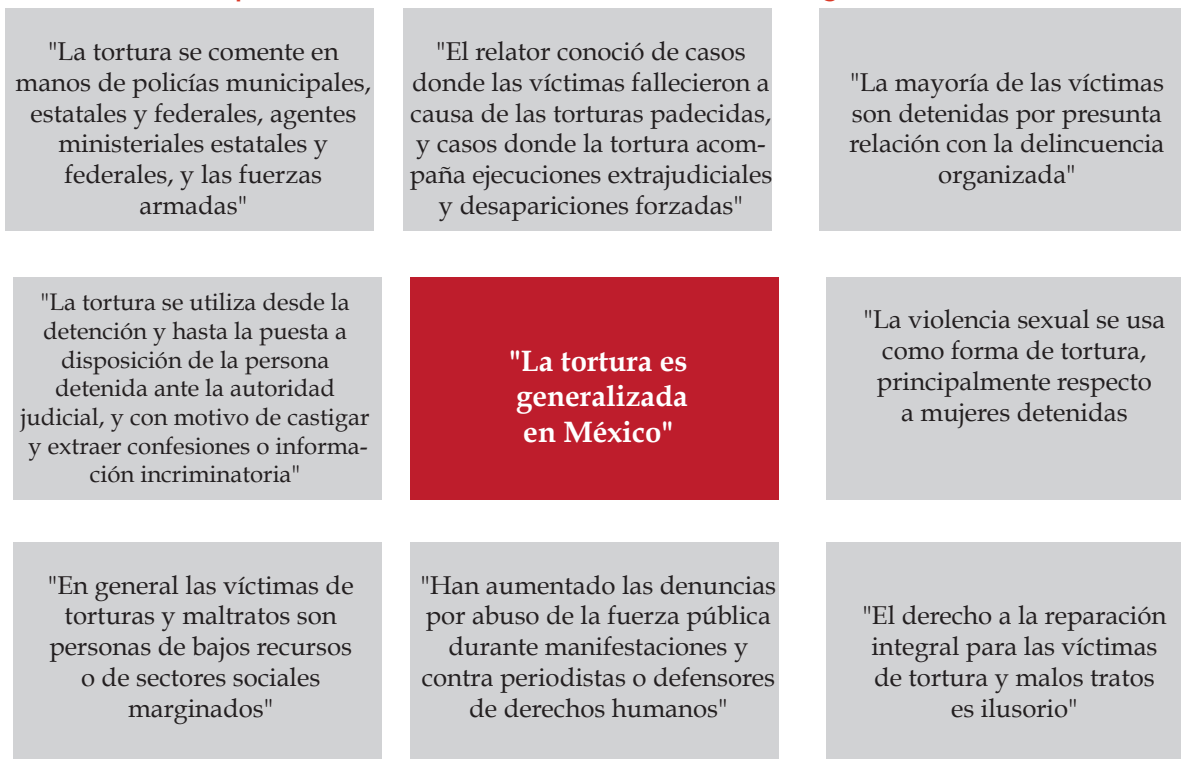 "La tortura se comente en
manos de policías municipales,
estatales y federales, agentes
ministeriales estatales y
federales, y las fuerzas
armadas"
"El relator conoció de casos
donde las víctimas fallecieron a
causa de las torturas padecidas,
y casos donde la tortura acom-
paña ejecuciones extrajudiciales
y desapariciones forzadas"
"La mayoría de las víctimas
son detenidas por presunta
relación con la delincuencia
organizada"
"La tortura se utiliza desde la
detención y hasta la puesta a
disposición de la persona
detenida ante la autoridad
judicial, y con motivo de castigar
y extraer confesiones o informa-
ción incriminatoria"
"La tortura es
generalizada
en México"
"La violencia sexual se usa
como forma de tortura,
principalmente respecto
a mujeres detenidas
"En general las víctimas de
torturas y maltratos son
personas de bajos recursos
o de sectores sociales
marginados"
"Han aumentado las denuncias
por abuso de la fuerza pública
durante manifestaciones y
contra periodistas o defensores
de derechos humanos"
"El derecho a la reparación
integral para las víctimas
de tortura y malos tratos
es ilusorio"